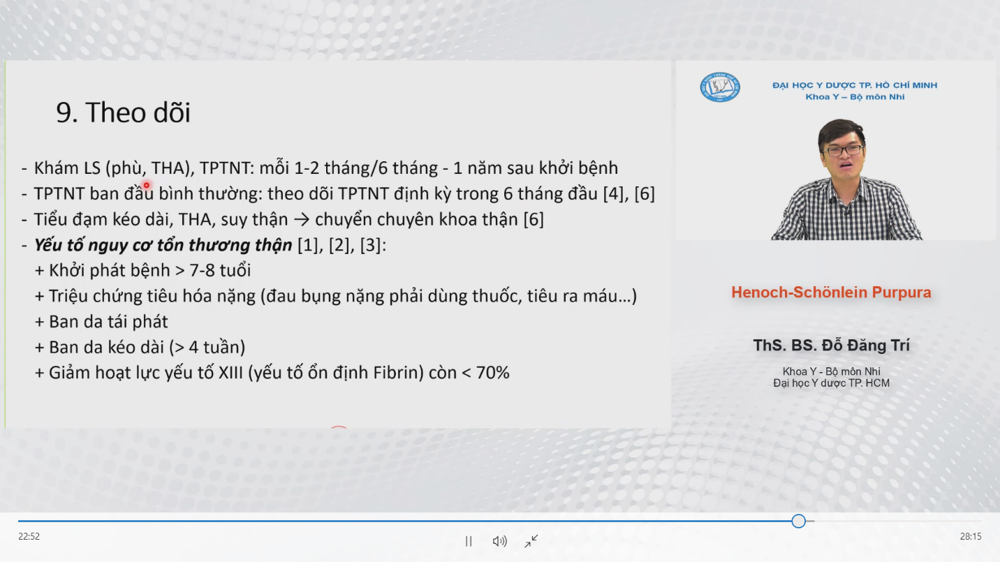 9. Theo dõi
- Khám LS (phù, THA), TPTNT: mỗi 1-2 tháng/6 tháng - 1 năm sau khởi bệnh
- TPTNT ban đầu bình thường: theo dõi TPTNT định kỳ trong 6 tháng đầu [4], [6]
- Tiểu đạm kéo dài, THA, suy thận → chuyển chuyên khoa thận [6]
- Yếu tố nguy cơ tổn thương thận [1], [2], [3]:
+ Khởi phát bệnh > 7-8 tuổi
+ Triệu chứng tiêu hóa nặng (đau bụng nặng phải dùng thuốc, tiêu ra máu...)
+ Ban da tái phát
+ Ban da kéo dài (> 4 tuần)
+ Giảm hoạt lực yếu tố XIII (yếu tố ổn định Fibrin) còn < 70%
ĐẠI HỌC Y DƯỢC TP. HỒ CHÍ MINH
Khoa Y – Bộ môn Nhi
Henoch-Schönlein Purpura
ThS. BS. Đỗ Đăng Trí
Khoa Y - Bộ môn Nhi
Đại học Y dược TP. HCM
22:52
28:15